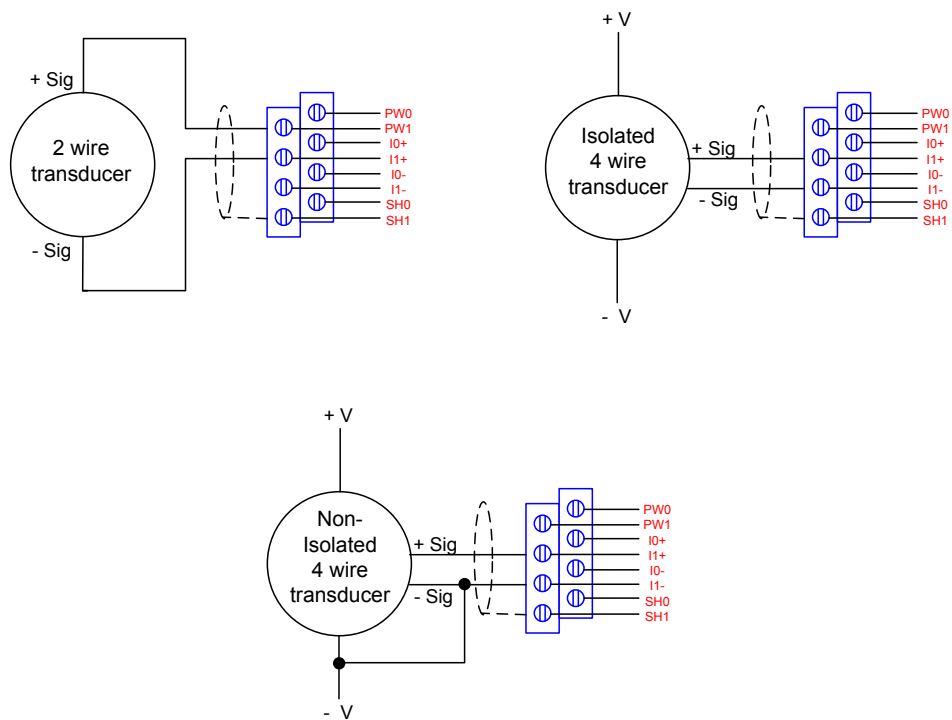 + Sig
2 wire
transducer
- Sig
PW0
PW1
I0+
I1+
I0-
I1-
SH0
SH1
+ V
Isolated
4 wire
transducer
+ Sig
- Sig
- V
PW0
PW1
I0+
I1+
I0-
I1-
SH0
SH1
+ V
Non-
Isolated
4 wire
transducer
+ Sig
- Sig
- V
PW0
PW1
I0+
I1+
I0-
I1-
SH0
SH1